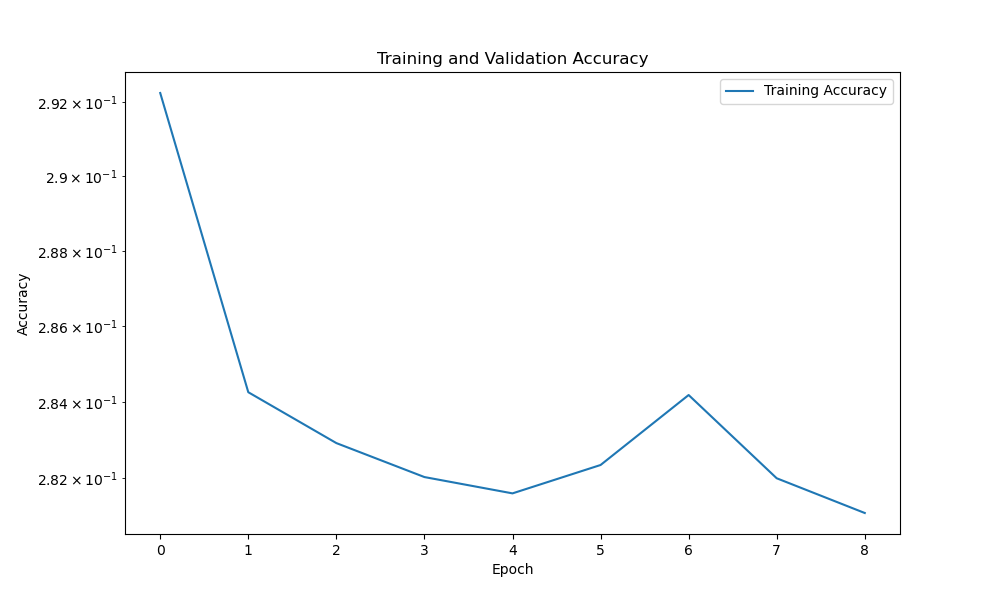 Training and Validation Accuracy
Training Accuracy
2.92 × 10⁻¹
2.9 × 10⁻¹
2.88 × 10⁻¹
2.86 × 10⁻¹
2.84 × 10⁻¹
2.82 × 10⁻¹
Accuracy
0 1 2 3 4 5 6 7 8
Epoch